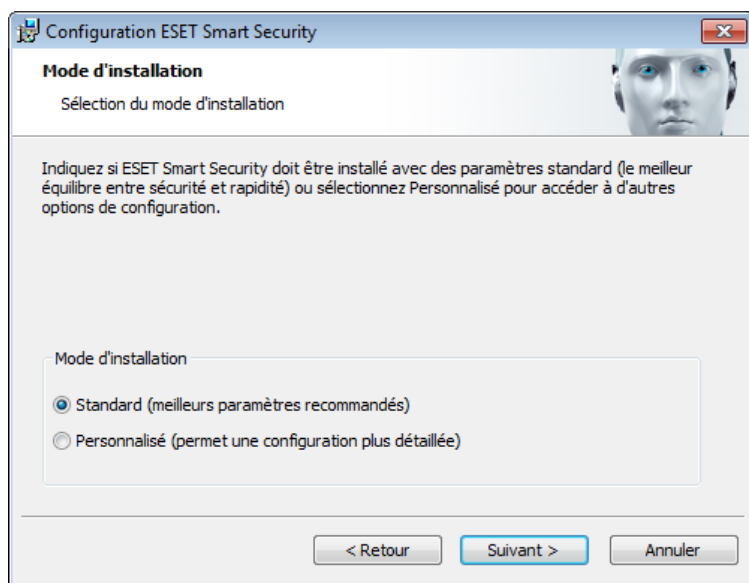 Configuration ESET Smart Security
Mode d'installation
Sélection du mode d'installation
Indiquez si ESET Smart Security doit être installé avec des paramètres standard (le meilleur
équilibre entre sécurité et rapidité) ou sélectionnez Personnalisé pour accéder à d'autres
options de configuration.
Mode d'installation
Standard (meilleurs paramètres recommandés)
Personnalisé (permet une configuration plus détaillée)
< Retour
Suivant >
Annuler